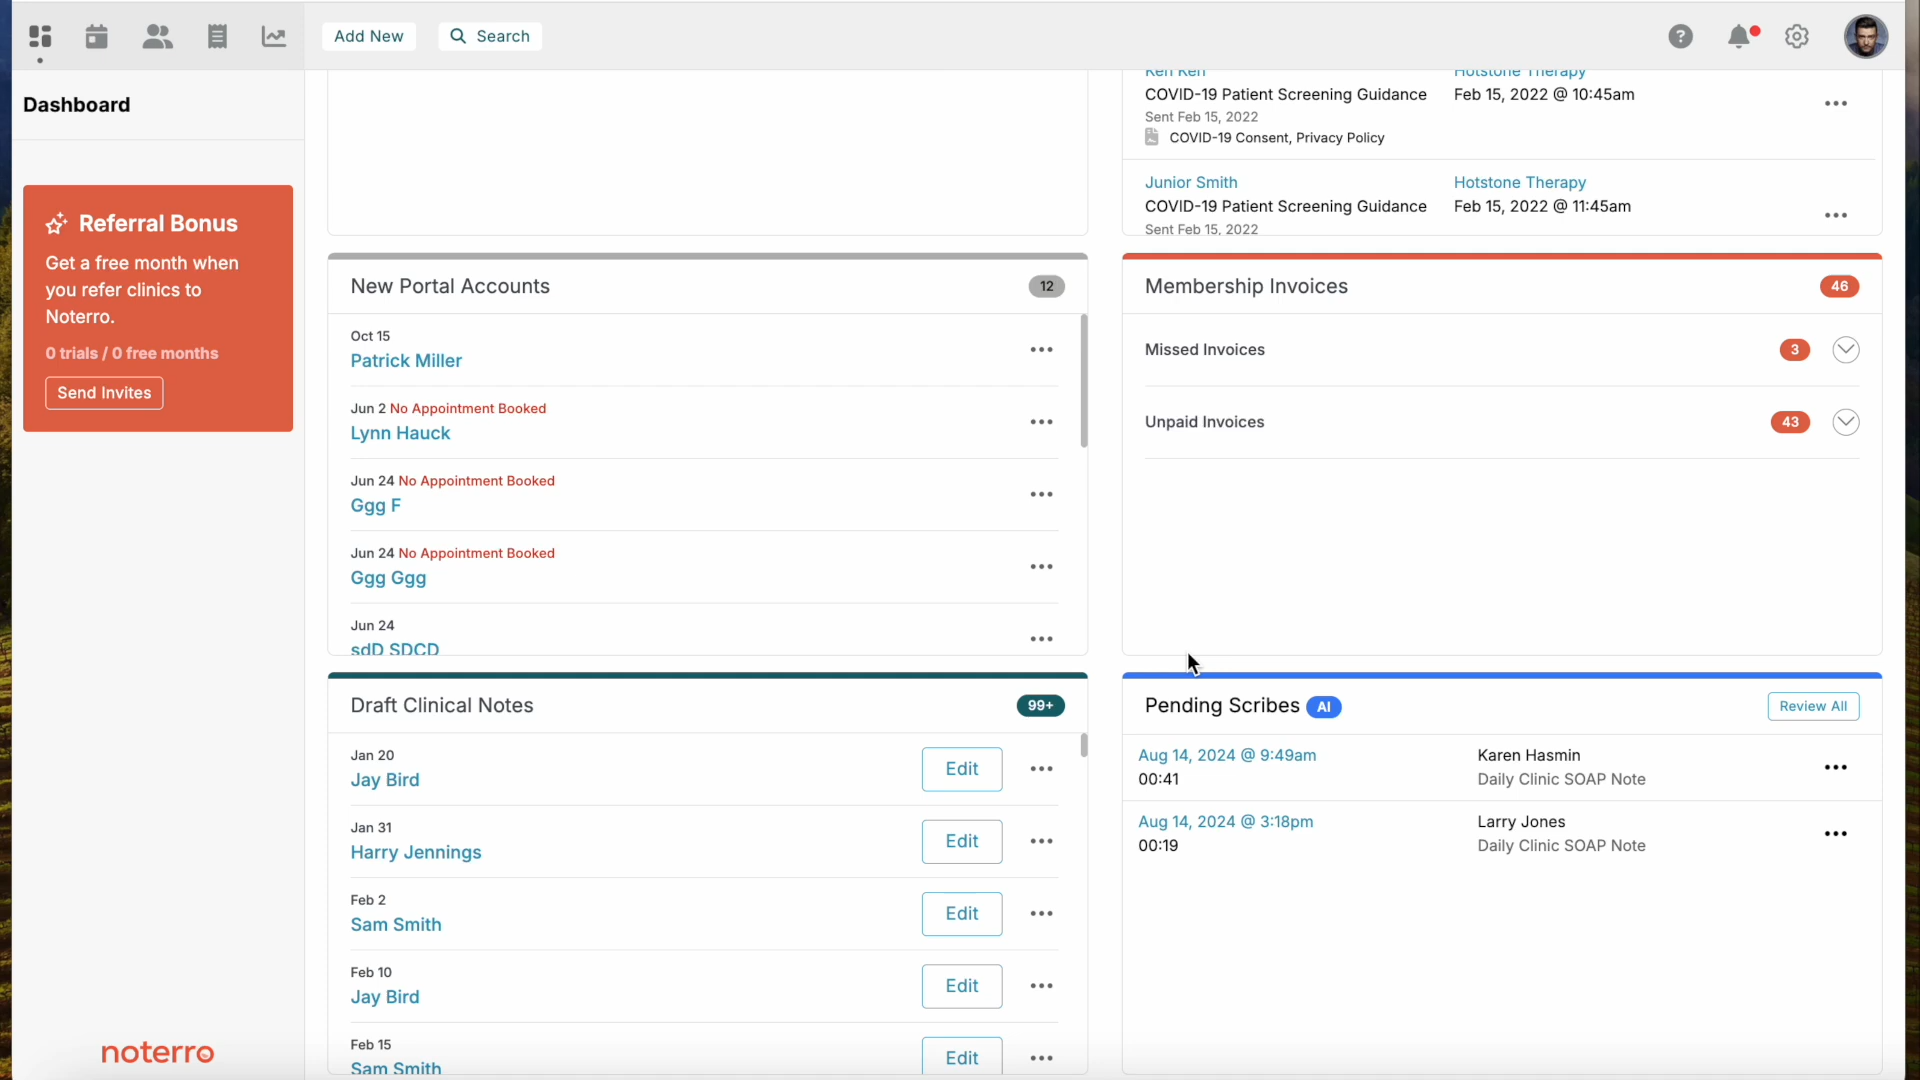 Add New
Search
Dashboard
Referral Bonus
Get a free month when
you refer clinics to
Noterro.
0 trials / 0 free months
Send Invites
noterro
Ken Ken
Hotstone Therapy
COVID-19 Patient Screening Guidance
Feb 15, 2022 @ 10:45am
Sent Feb 15, 2022
COVID-19 Consent, Privacy Policy
Junior Smith
Hotstone Therapy
COVID-19 Patient Screening Guidance
Feb 15, 2022 @ 11:45am
Sent Feb 15, 2022
New Portal Accounts
12
Oct 15
Patrick Miller
Jun 2 No Appointment Booked
Lynn Hauck
Jun 24 No Appointment Booked
Ggg F
Jun 24 No Appointment Booked
Ggg Ggg
Jun 24
sdD SDCD
Membership Invoices
46
Missed Invoices
3
Unpaid Invoices
43
Draft Clinical Notes
99+
Jan 20
Jay Bird
Edit
Jan 31
Harry Jennings
Edit
Feb 2
Sam Smith
Edit
Feb 10
Jay Bird
Edit
Feb 15
Sam Smith
Edit
Pending Scribes AI
Review All
Aug 14, 2024 @ 9:49am
Karen Hasmin
00:41
Daily Clinic SOAP Note
Aug 14, 2024 @ 3:18pm
Larry Jones
00:19
Daily Clinic SOAP Note